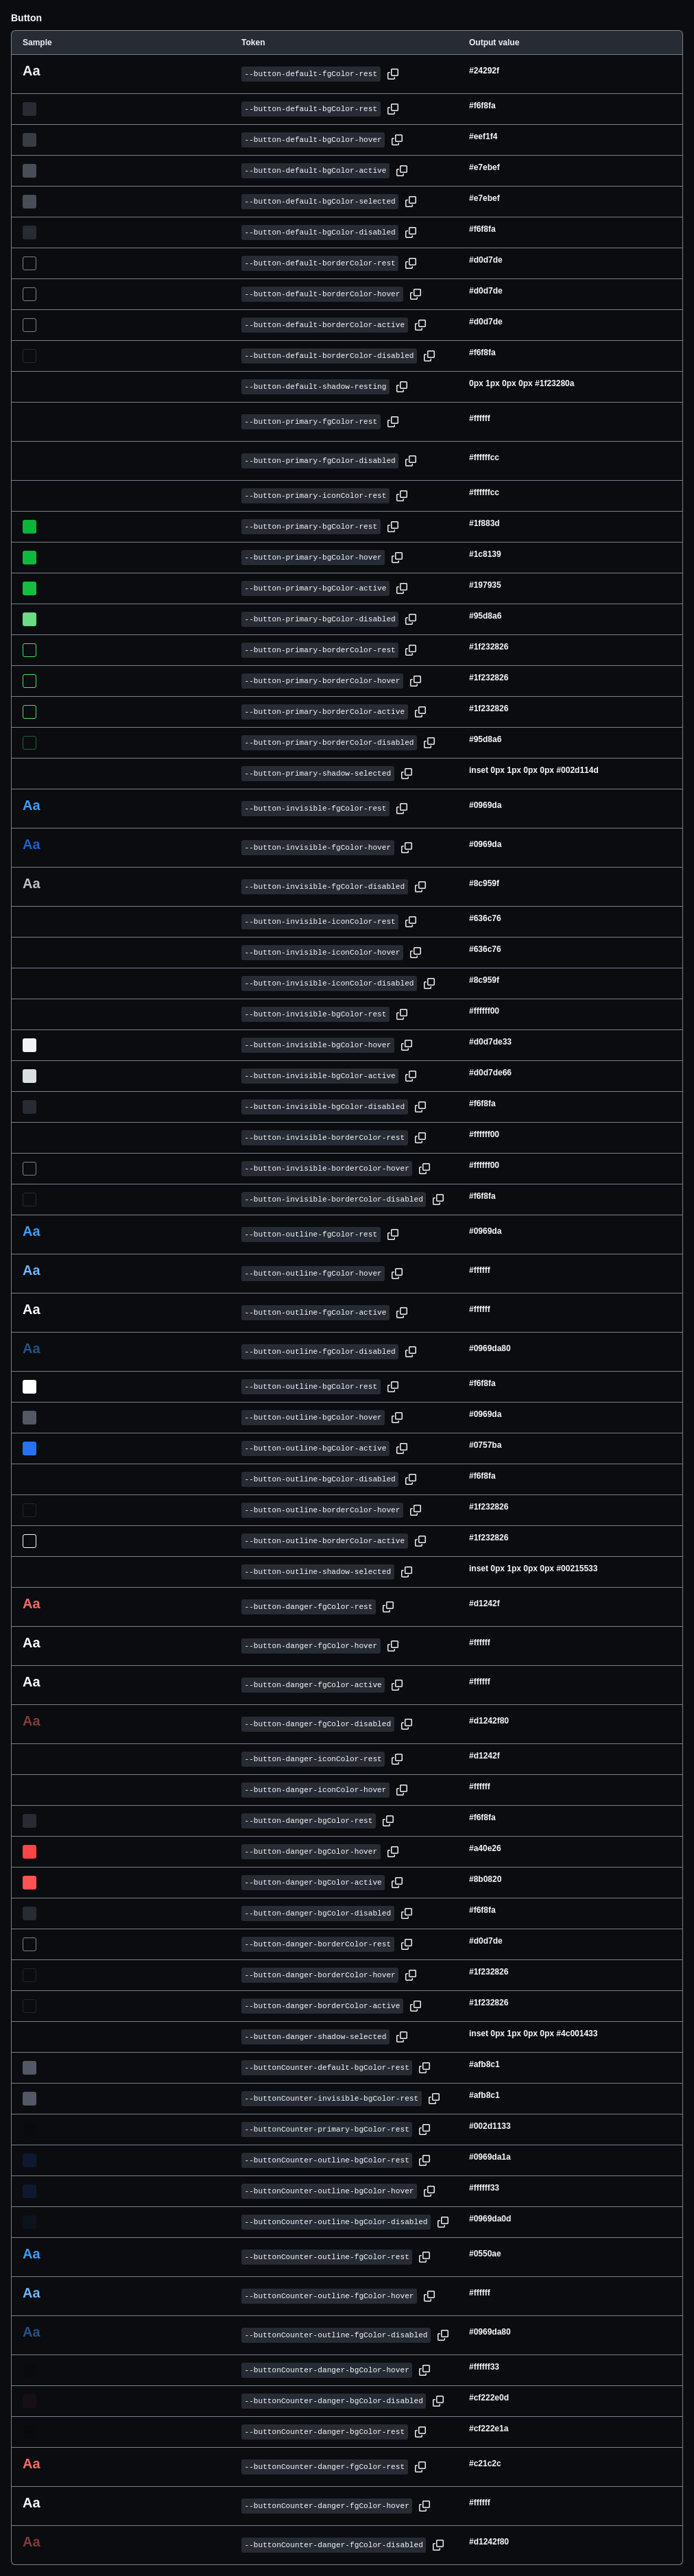 Button
Sample Token Output value
Aa --button-default-fgColor-rest #24292f
--button-default-bgColor-rest #f6f8fa
--button-default-bgColor-hover #eef1f4
--button-default-bgColor-active #e7ebef
--button-default-bgColor-selected #e7ebef
--button-default-bgColor-disabled #f6f8fa
--button-default-borderColor-rest #d0d7de
--button-default-borderColor-hover #d0d7de
--button-default-borderColor-active #d0d7de
--button-default-borderColor-disabled #f6f8fa
--button-default-shadow-resting 0px 1px 0px 0px #1f23280a
--button-primary-fgColor-rest #ffffff
--button-primary-fgColor-disabled #ffffffcc
--button-primary-iconColor-rest #ffffffcc
--button-primary-bgColor-rest #1f883d
--button-primary-bgColor-hover #1c8139
--button-primary-bgColor-active #197935
--button-primary-bgColor-disabled #95d8a6
--button-primary-borderColor-rest #1f232826
--button-primary-borderColor-hover #1f232826
--button-primary-borderColor-active #1f232826
--button-primary-borderColor-disabled #95d8a6
--button-primary-shadow-selected inset 0px 1px 0px 0px #002d114d
Aa --button-invisible-fgColor-rest #0969da
Aa --button-invisible-fgColor-hover #0969da
Aa --button-invisible-fgColor-disabled #8c959f
--button-invisible-iconColor-rest #636c76
--button-invisible-iconColor-hover #636c76
--button-invisible-iconColor-disabled #8c959f
--button-invisible-bgColor-rest #ffffff00
--button-invisible-bgColor-hover #d0d7de33
--button-invisible-bgColor-active #d0d7de66
--button-invisible-bgColor-disabled #f6f8fa
--button-invisible-borderColor-rest #ffffff00
--button-invisible-borderColor-hover #ffffff00
--button-invisible-borderColor-disabled #f6f8fa
Aa --button-outline-fgColor-rest #0969da
Aa --button-outline-fgColor-hover #ffffff
Aa --button-outline-fgColor-active #ffffff
Aa --button-outline-fgColor-disabled #0969da80
--button-outline-bgColor-rest #f6f8fa
--button-outline-bgColor-hover #0969da
--button-outline-bgColor-active #0757ba
--button-outline-bgColor-disabled #f6f8fa
--button-outline-borderColor-hover #1f232826
--button-outline-borderColor-active #1f232826
--button-outline-shadow-selected inset 0px 1px 0px 0px #00215533
Aa --button-danger-fgColor-rest #d1242f
Aa --button-danger-fgColor-hover #ffffff
Aa --button-danger-fgColor-active #ffffff
Aa --button-danger-fgColor-disabled #d1242f80
--button-danger-iconColor-rest #d1242f
--button-danger-iconColor-hover #ffffff
--button-danger-bgColor-rest #f6f8fa
--button-danger-bgColor-hover #a40e26
--button-danger-bgColor-active #8b0820
--button-danger-bgColor-disabled #f6f8fa
--button-danger-borderColor-rest #d0d7de
--button-danger-borderColor-hover #1f232826
--button-danger-borderColor-active #1f232826
--button-danger-shadow-selected inset 0px 1px 0px 0px #4c001433
--buttonCounter-default-bgColor-rest #afb8c1
--buttonCounter-invisible-bgColor-rest #afb8c1
--buttonCounter-primary-bgColor-rest #002d1133
--buttonCounter-outline-bgColor-rest #0969da1a
--buttonCounter-outline-bgColor-hover #ffffff33
--buttonCounter-outline-bgColor-disabled #0969da0d
Aa --buttonCounter-outline-fgColor-rest #0550ae
Aa --buttonCounter-outline-fgColor-hover #ffffff
Aa --buttonCounter-outline-fgColor-disabled #0969da80
--buttonCounter-danger-bgColor-hover #ffffff33
--buttonCounter-danger-bgColor-disabled #cf222e0d
--buttonCounter-danger-bgColor-rest #cf222e1a
Aa --buttonCounter-danger-fgColor-rest #c21c2c
Aa --buttonCounter-danger-fgColor-hover #ffffff
Aa --buttonCounter-danger-fgColor-disabled #d1242f80